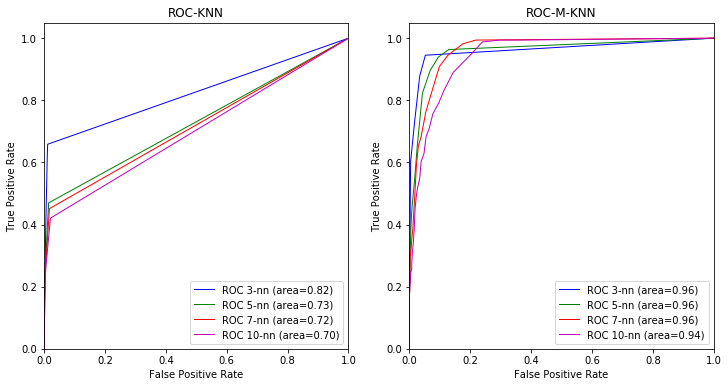 ROC-KNN
1.0
0.8
0.6
0.4
0.2
0.0
True Positive Rate
ROC 3-nn (area=0.82)
ROC 5-nn (area=0.73)
ROC 7-nn (area=0.72)
ROC 10-nn (area=0.70)
0.0 0.2 0.4 0.6 0.8 1.0
False Positive Rate
ROC-M-KNN
1.0
0.8
0.6
0.4
0.2
0.0
True Positive Rate
ROC 3-nn (area=0.96)
ROC 5-nn (area=0.96)
ROC 7-nn (area=0.96)
ROC 10-nn (area=0.94)
0.0 0.2 0.4 0.6 0.8 1.0
False Positive Rate